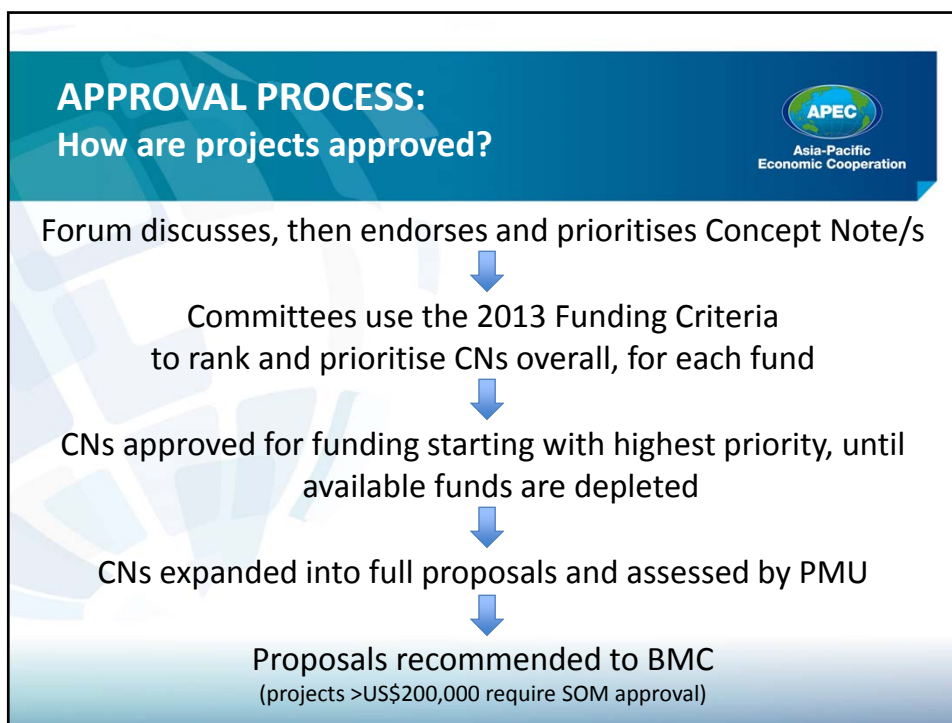 APPROVAL PROCESS:
How are projects approved?
APEC
Asia-Pacific
Economic Cooperation
Forum discusses, then endorses and prioritises Concept Note/s
Committees use the 2013 Funding Criteria
to rank and prioritise CNs overall, for each fund
CNs approved for funding starting with highest priority, until
available funds are depleted
CNs expanded into full proposals and assessed by PMU
Proposals recommended to BMC
(projects >US$200,000 require SOM approval)